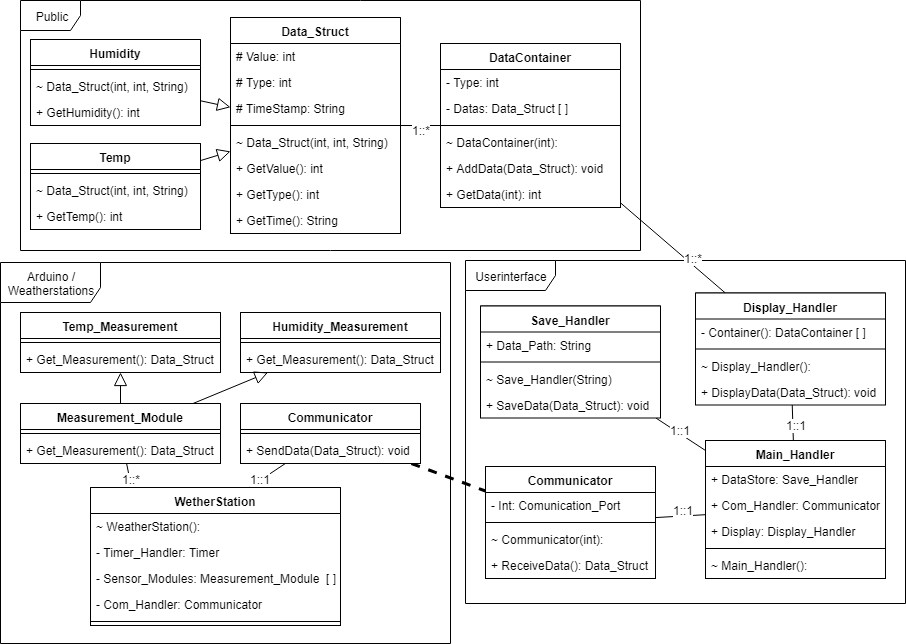 Public
Humidity
~ Data_Struct(int, int, String)
+ GetHumidity(): int
Temp
~ Data_Struct(int, int, String)
+ GetTemp(): int
Data_Struct
# Value: int
# Type: int
# TimeStamp: String
~ Data_Struct(int, int, String)
+ GetValue(): int
+ GetType(): int
+ GetTime(): String
1::*
DataContainer
- Type: int
- Datas: Data_Struct [ ]
~ DataContainer(int):
+ AddData(Data_Struct): void
+ GetData(int): int
1::*
Arduino /
Weatherstations
Temp_Measurement
+ Get_Measurement(): Data_Struct
Humidity_Measurement
+ Get_Measurement(): Data_Struct
Measurement_Module
+ Get_Measurement(): Data_Struct
Communicator
+ SendData(Data_Struct): void
1::*
1::1
WetherStation
~ WeatherStation():
- Timer_Handler: Timer
- Sensor_Modules: Measurement_Module [ ]
- Com_Handler: Communicator
Userinterface
Save_Handler
+ Data_Path: String
~ Save_Handler(String)
+ SaveData(Data_Struct): void
Display_Handler
- Container(): DataContainer [ ]
~ Display_Handler():
+ DisplayData(Data_Struct): void
1::1
1::1
Communicator
- Int: Comunication_Port
~ Communicator(int):
+ ReceiveData(): Data_Struct
1::1
Main_Handler
+ DataStore: Save_Handler
+ Com_Handler: Communicator
+ Display: Display_Handler
~ Main_Handler():